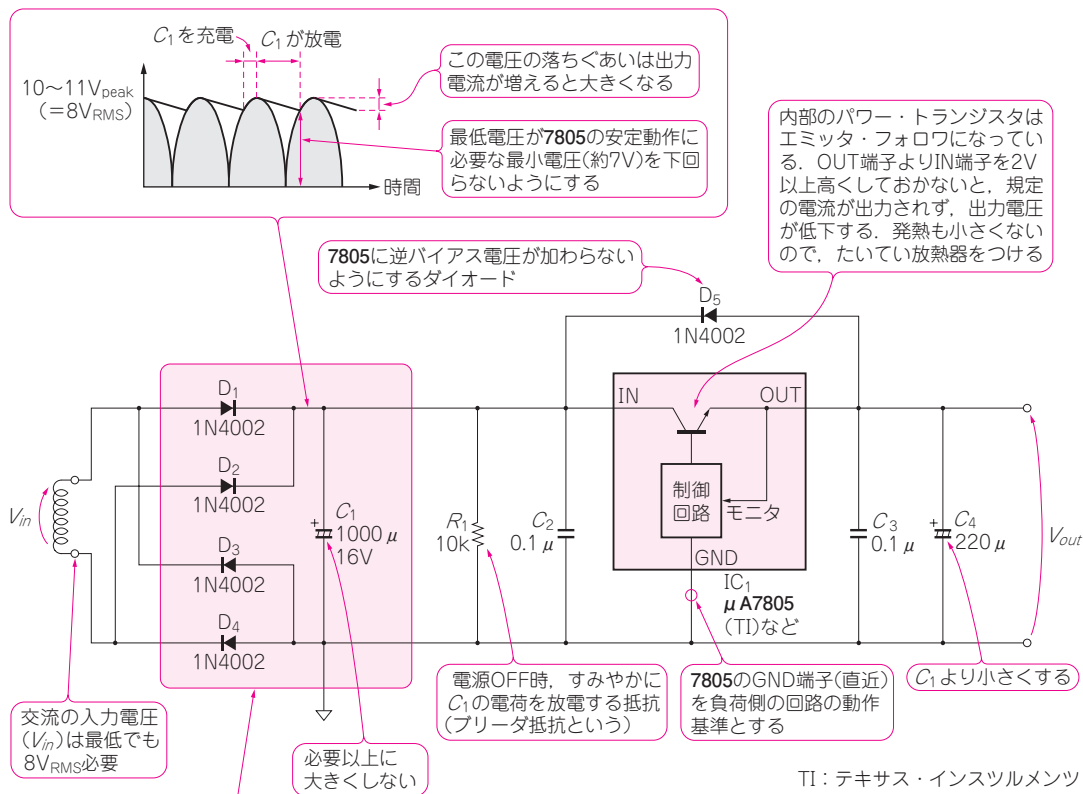 C1を充電
C1が放電
10〜11Vpeak
(=8VRMS)
時間
この電圧の落ちぐあいは出力
電流が増えると大きくなる
最低電圧が7805の安定動作に
必要な最小電圧(約7V)を下回
らないようにする
内部のパワー・トランジスタは
エミッタ・フォロワになってい
る．OUT端子よりIN端子を2V
以上高くしておかないと，規定
の電流が出力されず，出力電圧
が低下する．発熱も小さくない
ので，たいてい放熱器をつける
7805に逆バイアス電圧が加わらない
ようにするダイオード
D5
1N4002
D1
1N4002
D2
1N4002
D3
1N4002
D4
1N4002
Vin
+
C1
1000μ
16V
R1
10k
C2
0.1μ
IN
OUT
制御
回路
モニタ
GND
IC1
μA7805
(TI)など
C3
0.1μ
+
C4
220μ
Vout
交流の入力電圧
(Vin)は最低でも
8VRMS必要
必要以上に
大きくしない
電源OFF時，すみやかに
C1の電荷を放電する抵抗
(ブリーダ抵抗という)
7805のGND端子(直近)
を負荷側の回路の動作
基準とする
C1より小さくする
TI：テキサス・インスツルメンツ